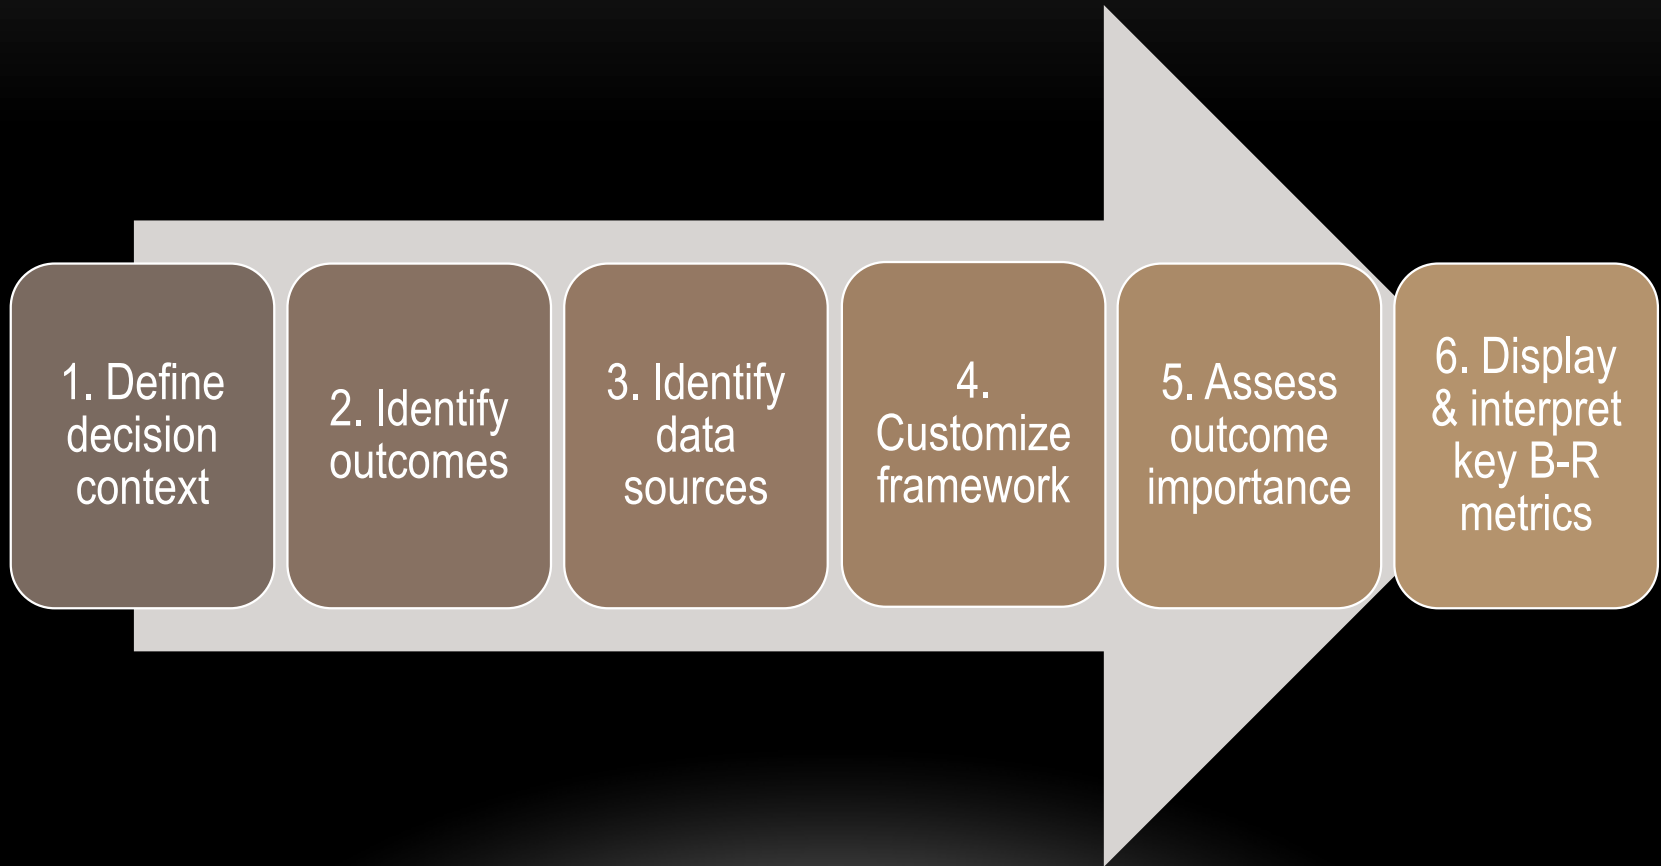 1. Define
decision
context
2. Identify
outcomes
3. Identify
data
sources
4.
Customize
framework
5. Assess
outcome
importance
6. Display
& interpret
key B-R
metrics